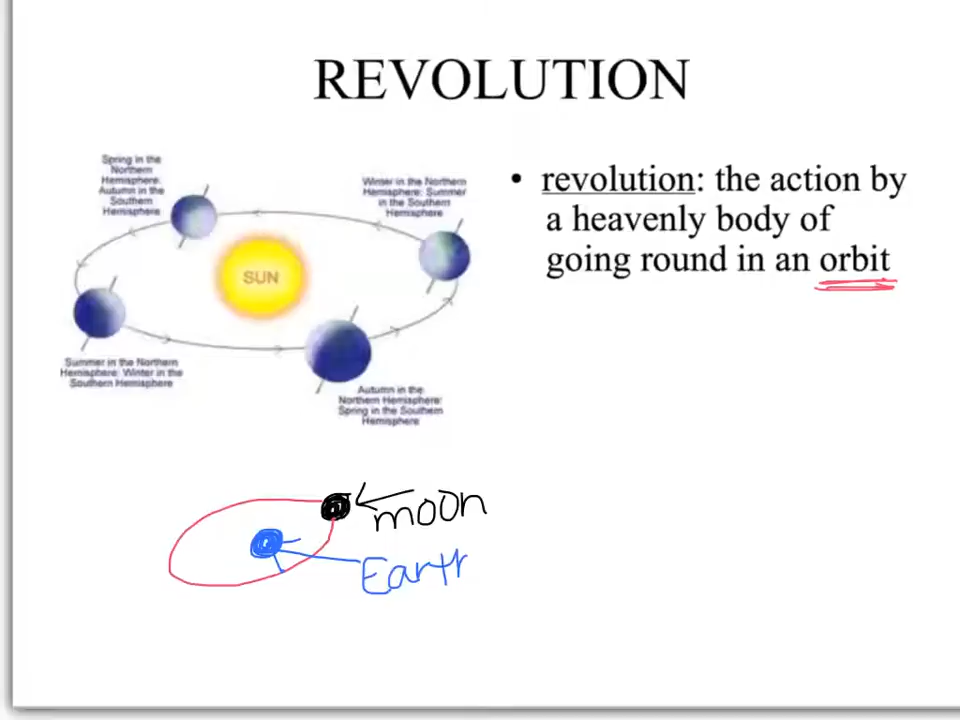 REVOLUTION
Spring in the
Northern
Hemisphere:
Autumn in the
Southern
Hemisphere
Winter in the Northern
Hemisphere: Summer
in the Southern
Hemisphere
SUN
Summer in the Northern
Hemisphere: Winter in the
Southern Hemisphere
Autumn in the
Northern Hemisphere:
Spring in the Southern
Hemisphere
• revolution: the action by
a heavenly body of
going round in an orbit
moon
Earth